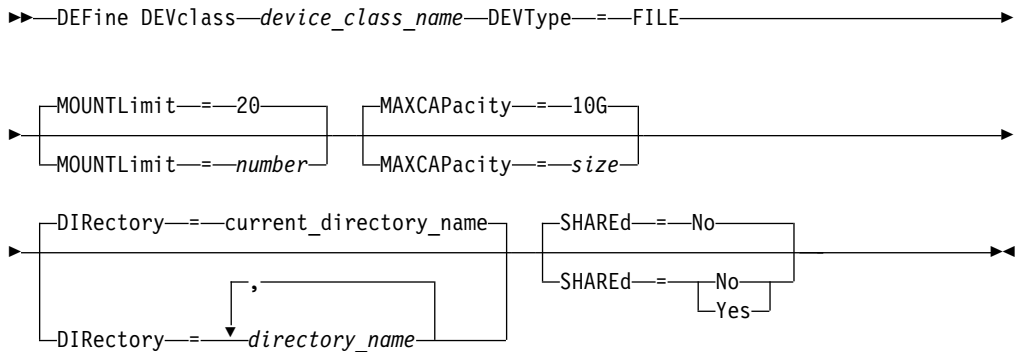 DEFine DEVclass device_class_name DEVType = FILE
MOUNTLimit = 20
MOUNTLimit = number
MAXCAPacity = 10G
MAXCAPacity = size
DIRectory = current_directory_name
,
DIRectory = directory_name
SHAREd = No
SHAREd = No
Yes